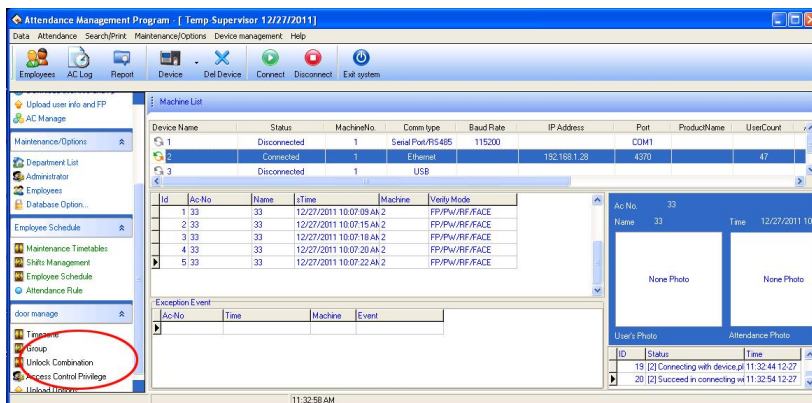 Attendance Management Program - [ Temp-Supervisor 12/27/2011]
Data Attendance Search/Print Maintenance/Options Device management Help
Employees AC Log Report Device Del Device Connect Disconnect Exit system
Upload user info and FP
AC Manage
Maintenance/Options
Department List
Administrator
Employees
Database Option...
Employee Schedule
Maintenance Timetables
Shifts Management
Employee Schedule
Attendance Rule
door manage
Timezone
Group
Unlock Combination
Access Control Privilege
Upload Options
Machine List
Device Name Status MachineNo. Comm type Baud Rate IP Address Port ProductName UserCount
1 Disconnected 1 Serial Port/RS485 115200 COM1
2 Connected 1 Ethernet 192.168.1.28 4370 47
3 Disconnected 1 USB
Id Ac-No Name sTime Machine Verify Mode
1 33 33 12/27/2011 10:07:09 AM 2 FP/PW/RF/FACE
2 33 33 12/27/2011 10:07:15 AM 2 FP/PW/RF/FACE
3 33 33 12/27/2011 10:07:18 AM 2 FP/PW/RF/FACE
4 33 33 12/27/2011 10:07:20 AM 2 FP/PW/RF/FACE
5 33 33 12/27/2011 10:07:22 AM 2 FP/PW/RF/FACE
Exception Event
Ac-No Time Machine Event
Ac No. 33
Name 33 Time 12/27/2011 10
None Photo None Photo
User's Photo Attendance Photo
ID Status Time
19 [2] Connecting with device,pl 11:32:44 12-27
20 [2] Succeed in connecting wi 11:32:54 12-27
11:32:58 AM